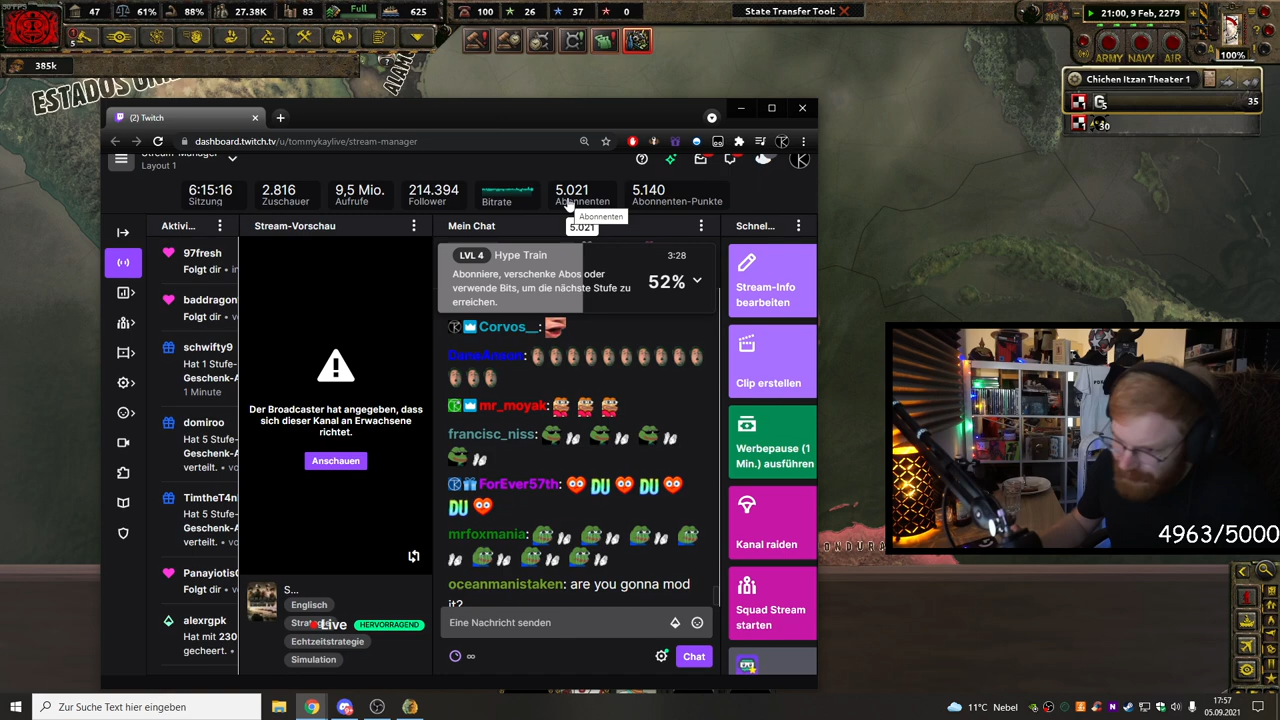 47
61%
88%
27.38K
83
Full
625
100
26
37
0
State Transfer Tool:
21:00, 9 Feb, 2279
385k
ARMY
NAVY
AIR
100%
Chichen Itzan Theater 1
5
35
30
(2) Twitch
dashboard.twitch.tv/u/tommykaylive/stream-manager
Stream-Manager
Layout 1
6:15:16
Sitzung
2.816
Zuschauer
9,5 Mio.
Aufrufe
214.394
Follower
Bitrate
5.021
Abonnenten
5.140
Abonnenten-Punkte
Abonnenten
5.021
Aktivi...
Stream-Vorschau
Mein Chat
Schnel...
97fresh
Folgt dir • in
baddragon
Folgt dir •
schwifty9
Hat 1 Stufe-
Geschenk-A
1 Minute
domiroo
Hat 5 Stufe-
Geschenk-A
verteilt. • vo
TimtheT4n
Hat 5 Stufe-
Geschenk-A
verteilt. • vo
Panayiotis
Folgt dir • vo
alexrgpk
Hat mit 230
gecheert. •
Der Broadcaster hat angegeben, dass
sich dieser Kanal an Erwachsene
richtet.
Anschauen
S...
Englisch
Live
HERVORRAGEND
Echtzeitstrategie
Simulation
LVL 4 Hype Train
3:28
Abonniere, verschenke Abos oder
verwende Bits, um die nächste Stufe zu
erreichen.
52%
Corvos__:
mr_moyak:
francisc_niss:
ForEver57th: DU DU
DU
mrfoxmania:
oceanmanistaken: are you gonna mod
it?
Eine Nachricht senden
Chat
Stream-Info
bearbeiten
Clip erstellen
Werbepause (1
Min.) ausführen
Kanal raiden
Squad Stream
starten
4963/5000
Zur Suche Text hier eingeben
11°C Nebel
17:57
05.09.2021